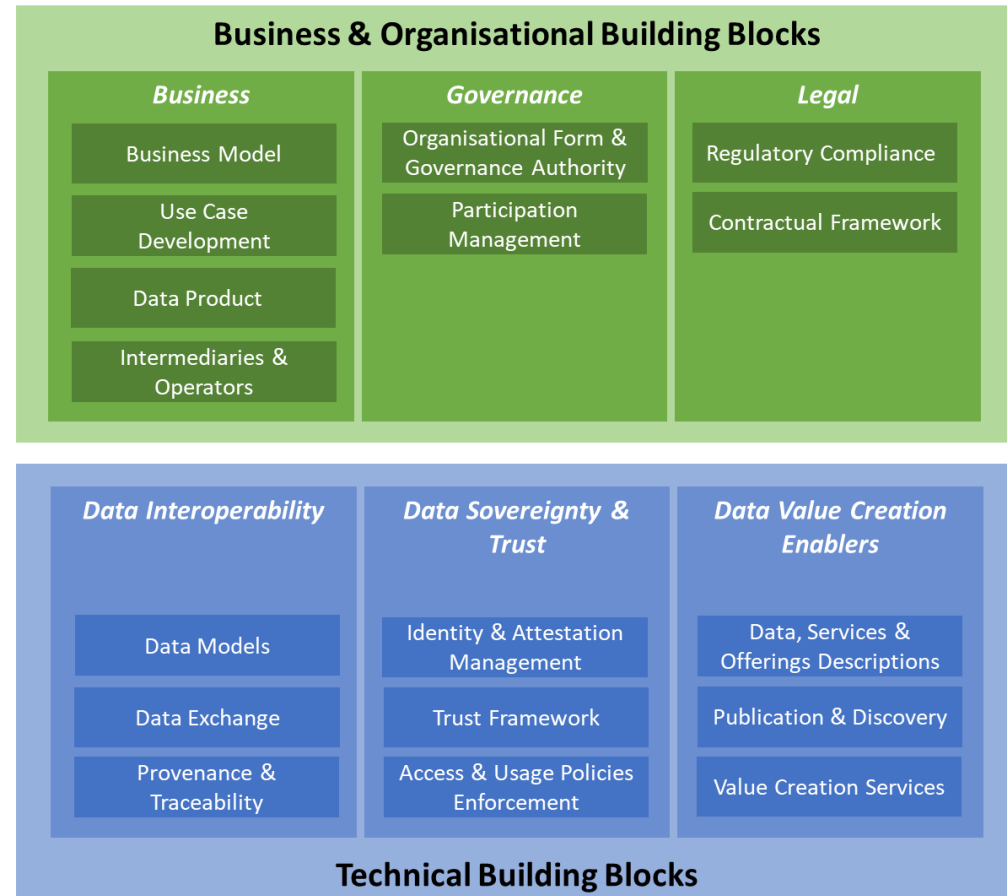 Business & Organisational Building Blocks
Business
Business Model
Use Case
Development
Data Product
Intermediaries &
Operators
Governance
Organisational Form &
Governance Authority
Participation
Management
Legal
Regulatory Compliance
Contractual Framework
Data Interoperability
Data Models
Data Exchange
Provenance &
Traceability
Data Sovereignty &
Trust
Identity & Attestation
Management
Trust Framework
Access & Usage Policies
Enforcement
Data Value Creation
Enablers
Data, Services &
Offerings Descriptions
Publication & Discovery
Value Creation Services
Technical Building Blocks